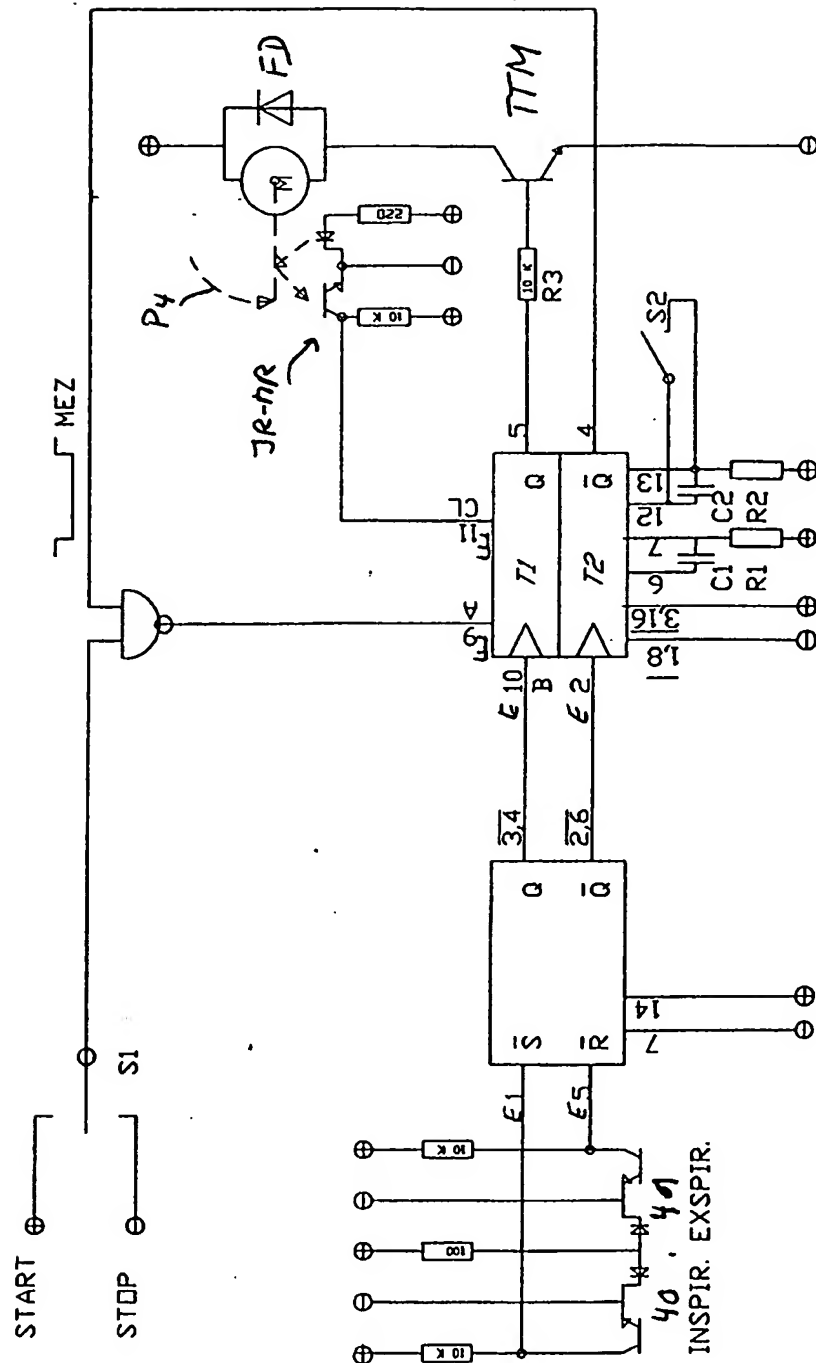 START
STOP
S1
MEZ
P4
M
FD
TTM
JR-nR
10 K
220
10 K
R3
CL
11
A
9
E 10
B
E 2
T1
T2
Q
Q
5
4
6
7
12
13
3,16
1,8
C1
C2
R1
R2
S2
3,4
2,6
S
R
Q
Q
E1
E5
7
14
10 K
100
10 K
40
41
INSPIR. EXSPIR.